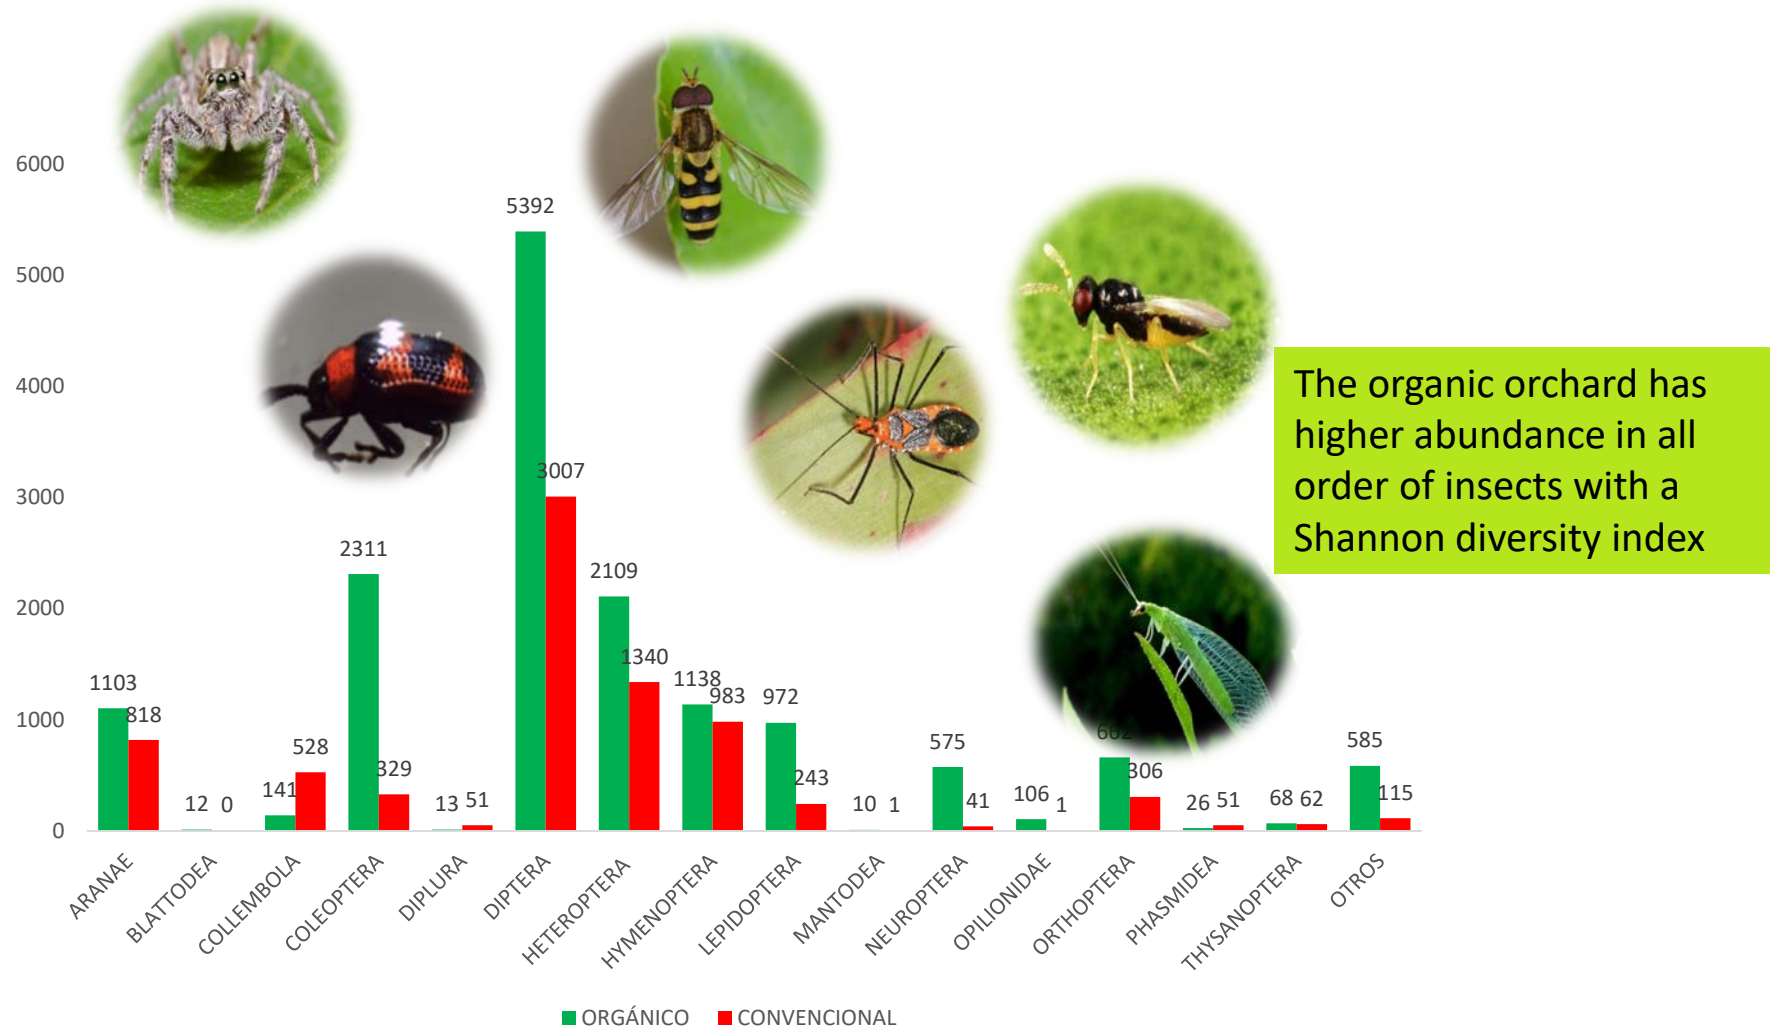 6000
5000
4000
3000
2000
1000
0
1103
818
12
0
141
528
2311
329
13
51
5392
3007
2109
1340
1138
983
972
243
10
1
575
41
106
1
662
306
26
51
68
62
585
115
ARANAE
BLATTODEA
COLLEMBOLA
COLEOPTERA
DIPLURA
DIPTERA
HETEROPTERA
HYMENOPTERA
LEPIDOPTERA
MANTODEA
NEUROPTERA
OPILIONIDAE
ORTHOPTERA
PHASMIDEA
THYSANOPTERA
OTROS
ORGÁNICO
CONVENCIONAL
The organic orchard has
higher abundance in all
order of insects with a
Shannon diversity index